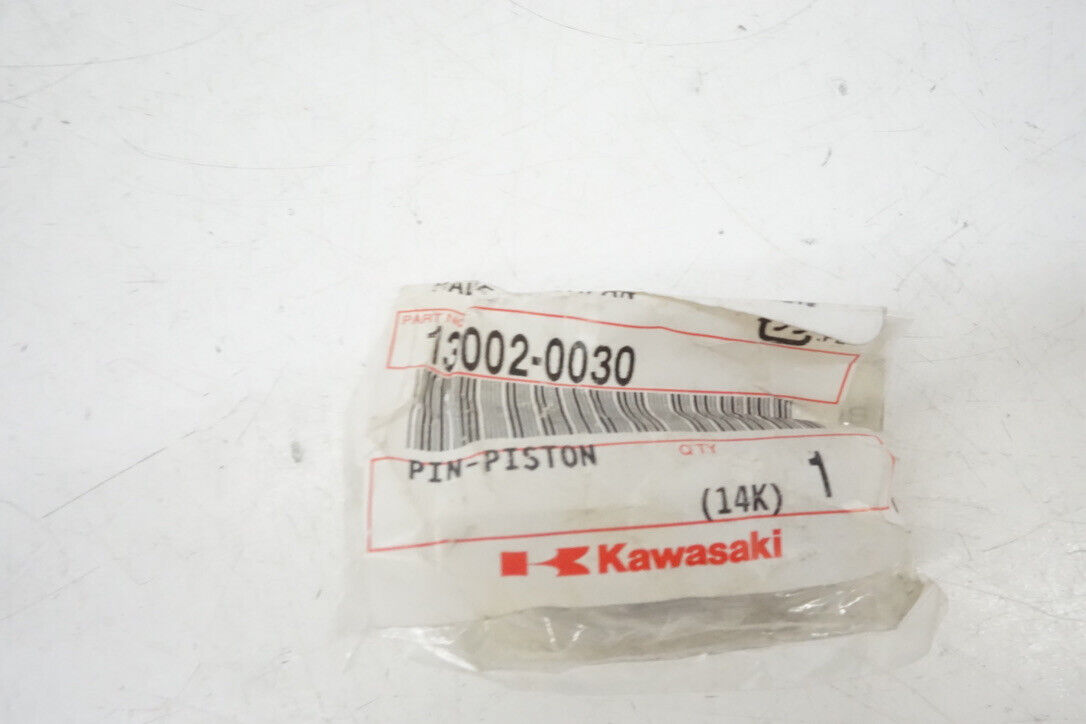 PART NO
13002-0030
PIN-PISTON
QTY
1
(14K)
Kawasaki